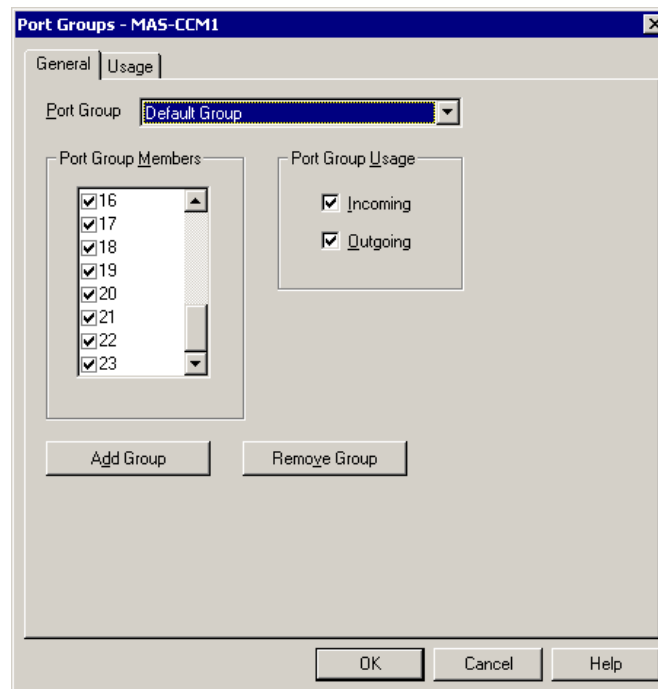 Port Groups - MAS-CCM1
General Usage
Port Group Default Group
Port Group Members
16
17
18
19
20
21
22
23
Port Group Usage
Incoming
Outgoing
Add Group Remove Group
OK Cancel Help